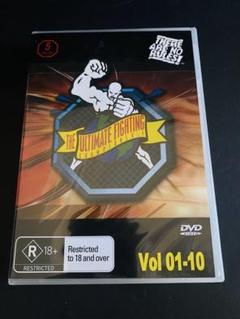 5
THERE
ARE NO
RULES!
THE ULTIMATE FIGHTING
CHAMPIONSHIP
R 18+
RESTRICTED
Restricted
to 18 and over
DVD
Vol 01-10